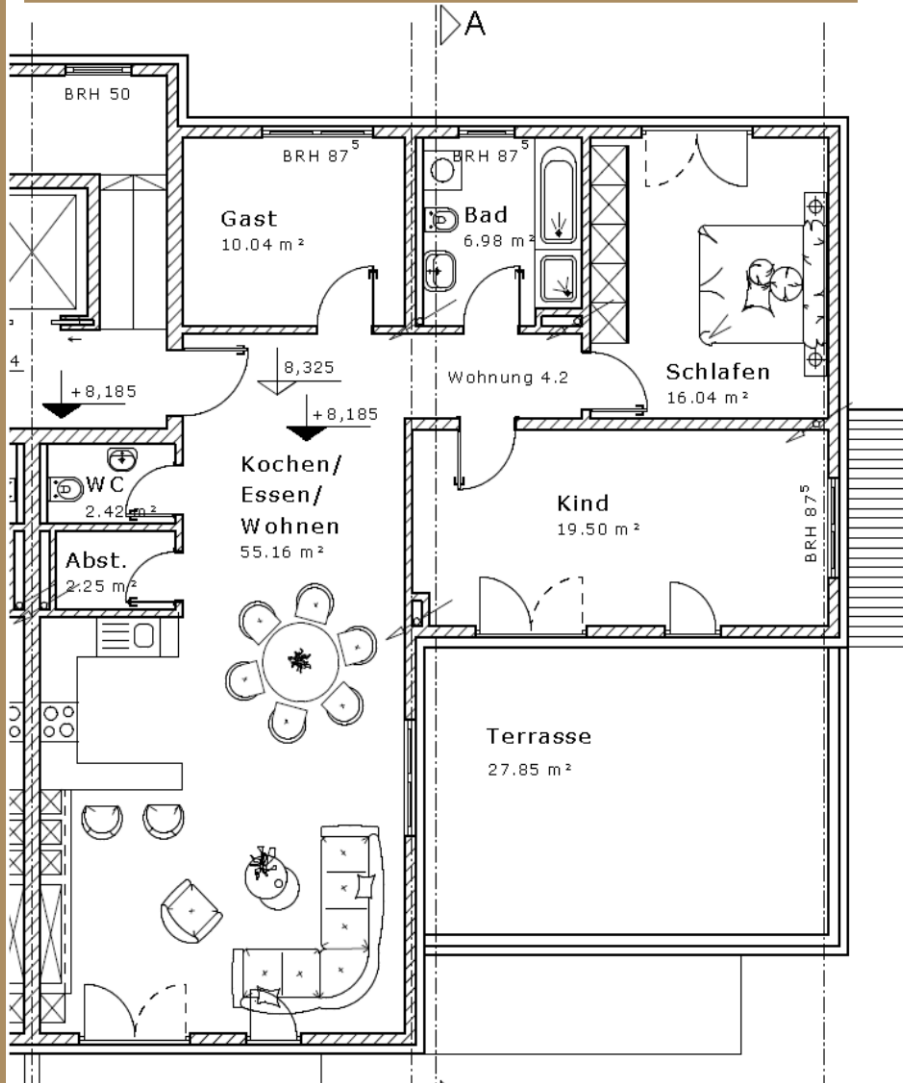 A
BRH 50
BRH 87⁵
BRH 87⁵
Gast
10.04 m²
Bad
6.98 m²
8,325
Wohnung 4.2
Schlafen
16.04 m²
4
+8,185
+8,185
Kochen/
Essen/
Wohnen
55.16 m²
WC
2.42 m²
Abst.
2.25 m²
Kind
19.50 m²
BRH 87⁵
Terrasse
27.85 m²